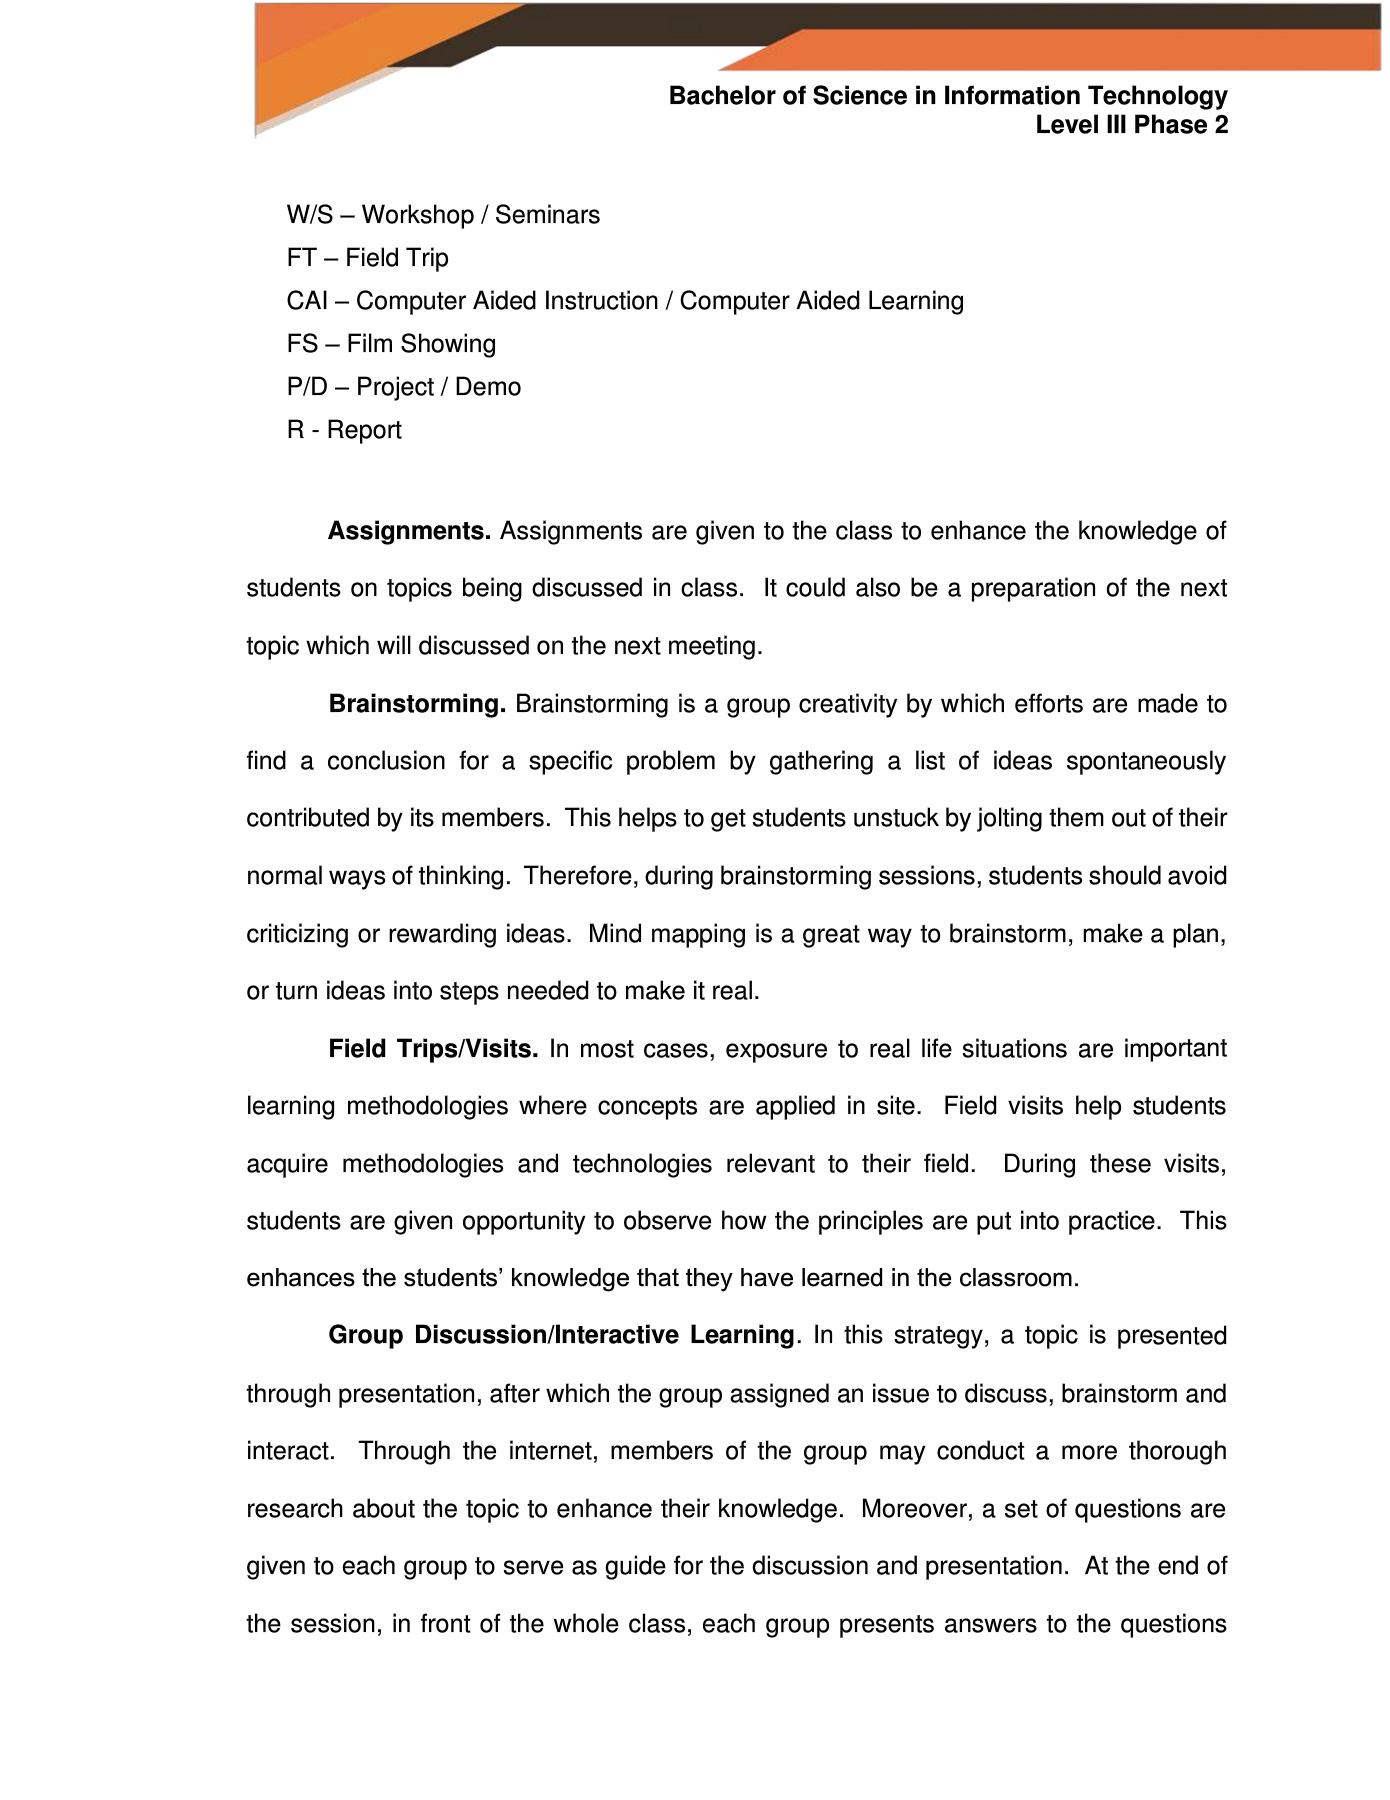 Bachelor of Science in Information Technology
Level III Phase 2
W/S – Workshop / Seminars
FT – Field Trip
CAI – Computer Aided Instruction / Computer Aided Learning
FS – Film Showing
P/D – Project / Demo
R - Report
Assignments. Assignments are given to the class to enhance the knowledge of
students on topics being discussed in class. It could also be a preparation of the next
topic which will discussed on the next meeting.
Brainstorming. Brainstorming is a group creativity by which efforts are made to
find a conclusion for a specific problem by gathering a list of ideas spontaneously
contributed by its members. This helps to get students unstuck by jolting them out of their
normal ways of thinking. Therefore, during brainstorming sessions, students should avoid
criticizing or rewarding ideas. Mind mapping is a great way to brainstorm, make a plan,
or turn ideas into steps needed to make it real.
Field Trips/Visits. In most cases, exposure to real life situations are important
learning methodologies where concepts are applied in site. Field visits help students
acquire methodologies and technologies relevant to their field. During these visits,
students are given opportunity to observe how the principles are put into practice. This
enhances the students’ knowledge that they have learned in the classroom.
Group Discussion/Interactive Learning. In this strategy, a topic is presented
through presentation, after which the group assigned an issue to discuss, brainstorm and
interact. Through the internet, members of the group may conduct a more thorough
research about the topic to enhance their knowledge. Moreover, a set of questions are
given to each group to serve as guide for the discussion and presentation. At the end of
the session, in front of the whole class, each group presents answers to the questions